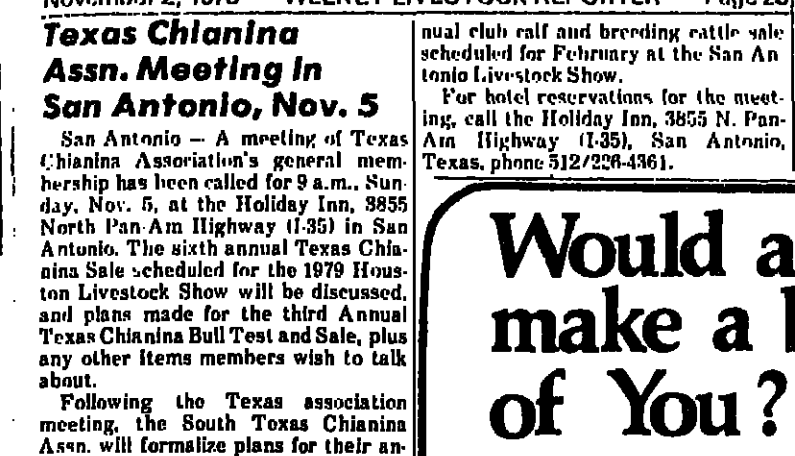 WEEKLY LIVESTOCK REPORTER
Texas Chianina
Assn. Meeting in
San Antonio, Nov. 5
San Antonio — A meeting of Texas
Chianina Association's general mem-
bership has been called for 9 a.m., Sun-
day, Nov. 5, at the Holiday Inn, 3855
North Pan-Am Highway (I-35) in San
Antonio. The sixth annual Texas Chia-
nina Sale scheduled for the 1979 Hous-
ton Livestock Show will be discussed,
and plans made for the third Annual
Texas Chianina Bull Test and Sale, plus
any other items members wish to talk
about.
Following the Texas association
meeting, the South Texas Chianina
Assn. will formalize plans for their an-
nual club calf and breeding cattle sale
scheduled for February at the San An
tonio Livestock Show.
For hotel reservations for the meet-
ing, call the Holiday Inn, 3855 N. Pan-
Am Highway (I-35), San Antonio,
Texas, phone 512/226-4361.
Would a
make a
of You?